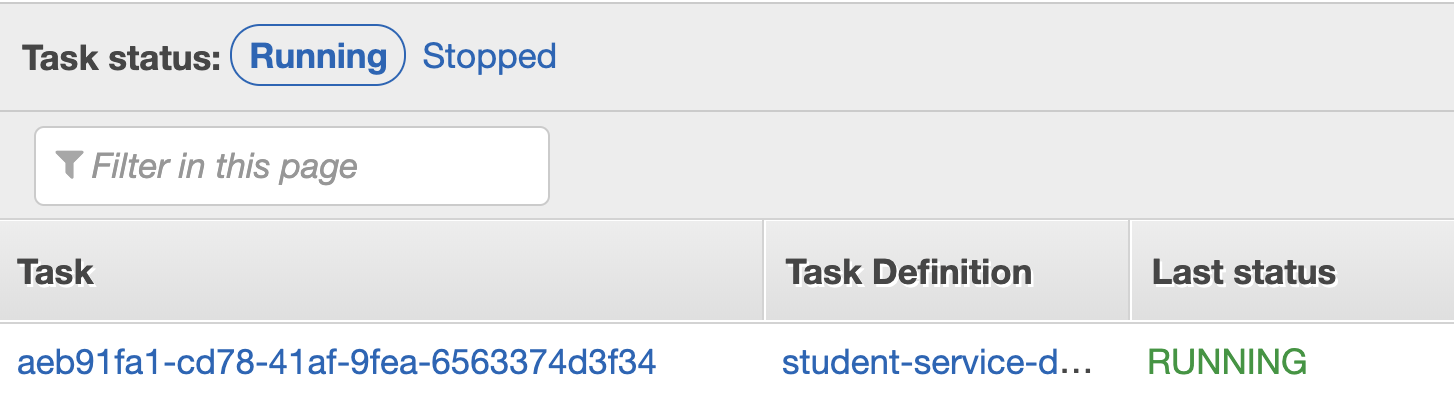 Task status: Running Stopped
Filter in this page
Task Task Definition Last status
aeb91fa1-cd78-41af-9fea-6563374d3f34 student-service-d... RUNNING